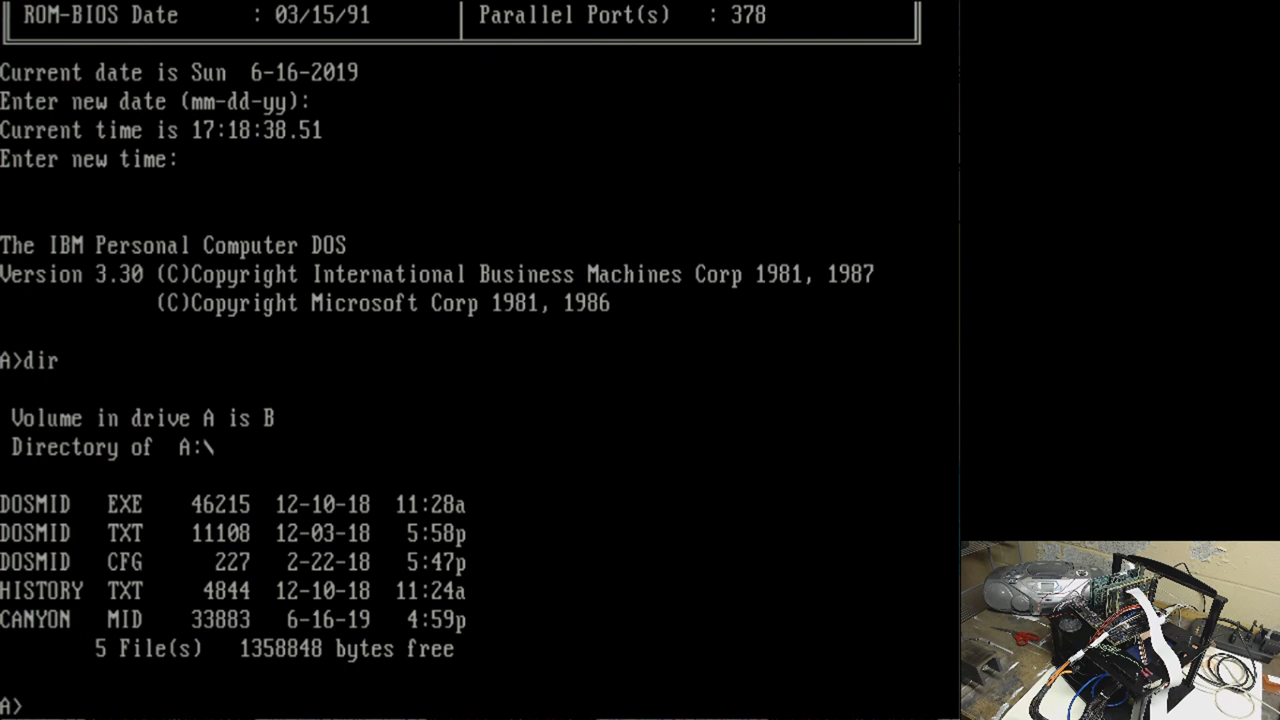 ROM-BIOS Date : 03/15/91 Parallel Port(s) : 378
Current date is Sun 6-16-2019
Enter new date (mm-dd-yy):
Current time is 17:18:38.51
Enter new time:
The IBM Personal Computer DOS
Version 3.30 (C)Copyright International Business Machines Corp 1981, 1987
(C)Copyright Microsoft Corp 1981, 1986
A>dir
Volume in drive A is B
Directory of A:\
DOSMID EXE 46215 12-10-18 11:28a
DOSMID TXT 11108 12-03-18 5:58p
DOSMID CFG 227 2-22-18 5:47p
HISTORY TXT 4844 12-10-18 11:24a
CANYON MID 33883 6-16-19 4:59p
5 File(s) 1358848 bytes free
A>